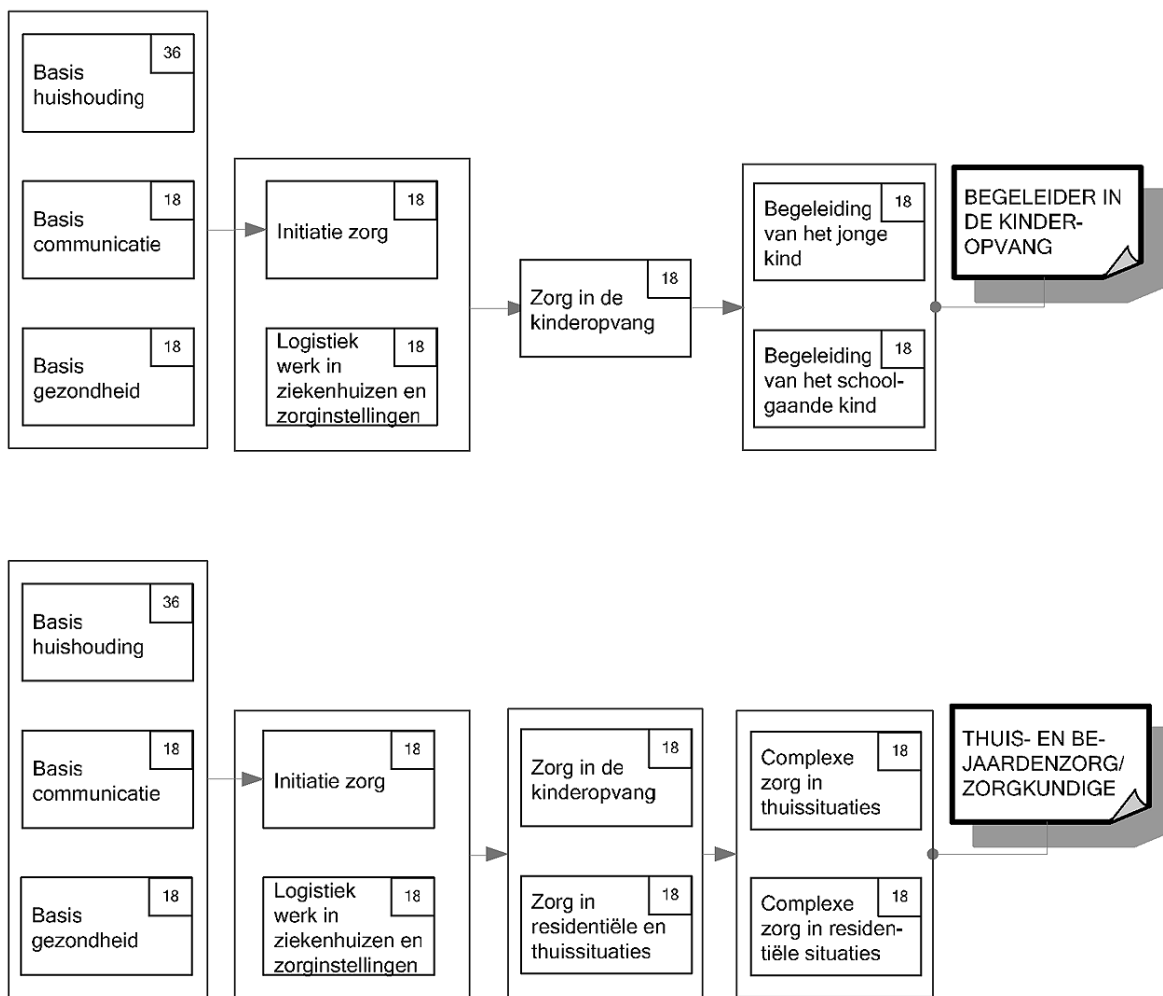 36
Basis
huishouding
18
Basis
communicatie
18
Basis
gezondheid
18
Initiatie zorg
18
Logistiek
werk in
ziekenhuizen en
zorginstellingen
18
Zorg in de
kinderopvang
18
Begeleiding
van het jonge
kind
18
Begeleiding
van het school-
gaande kind
BEGELEIDER IN
DE KINDER-
OPVANG
36
Basis
huishouding
18
Basis
communicatie
18
Basis
gezondheid
18
Initiatie zorg
18
Logistiek
werk in
ziekenhuizen en
zorginstellingen
18
Zorg in de
kinderopvang
18
Zorg in
residentiële en
thuissituaties
18
Complexe
zorg in
thuissituaties
18
Complexe
zorg in residen-
tiële situaties
THUIS- EN BE-
JAARDENZORG/
ZORGKUNDIGE